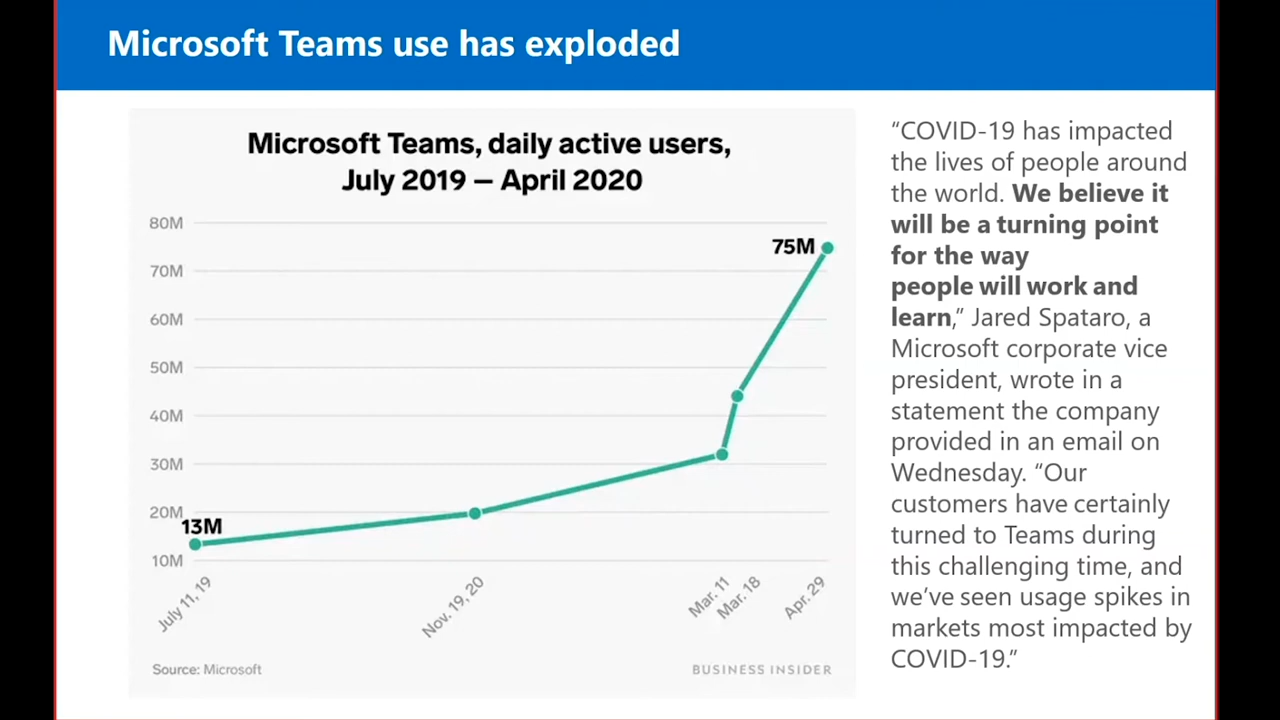 Microsoft Teams use has exploded
Microsoft Teams, daily active users,
July 2019 – April 2020
80M
70M
60M
50M
40M
30M
20M
10M
13M
75M
July 11, 19
Nov. 19, 20
Mar. 11
Mar. 18
Apr. 29
Source: Microsoft
BUSINESS INSIDER
“COVID-19 has impacted
the lives of people around
the world. We believe it
will be a turning point
for the way
people will work and
learn,” Jared Spataro, a
Microsoft corporate vice
president, wrote in a
statement the company
provided in an email on
Wednesday. “Our
customers have certainly
turned to Teams during
this challenging time, and
we’ve seen usage spikes in
markets most impacted by
COVID-19.”